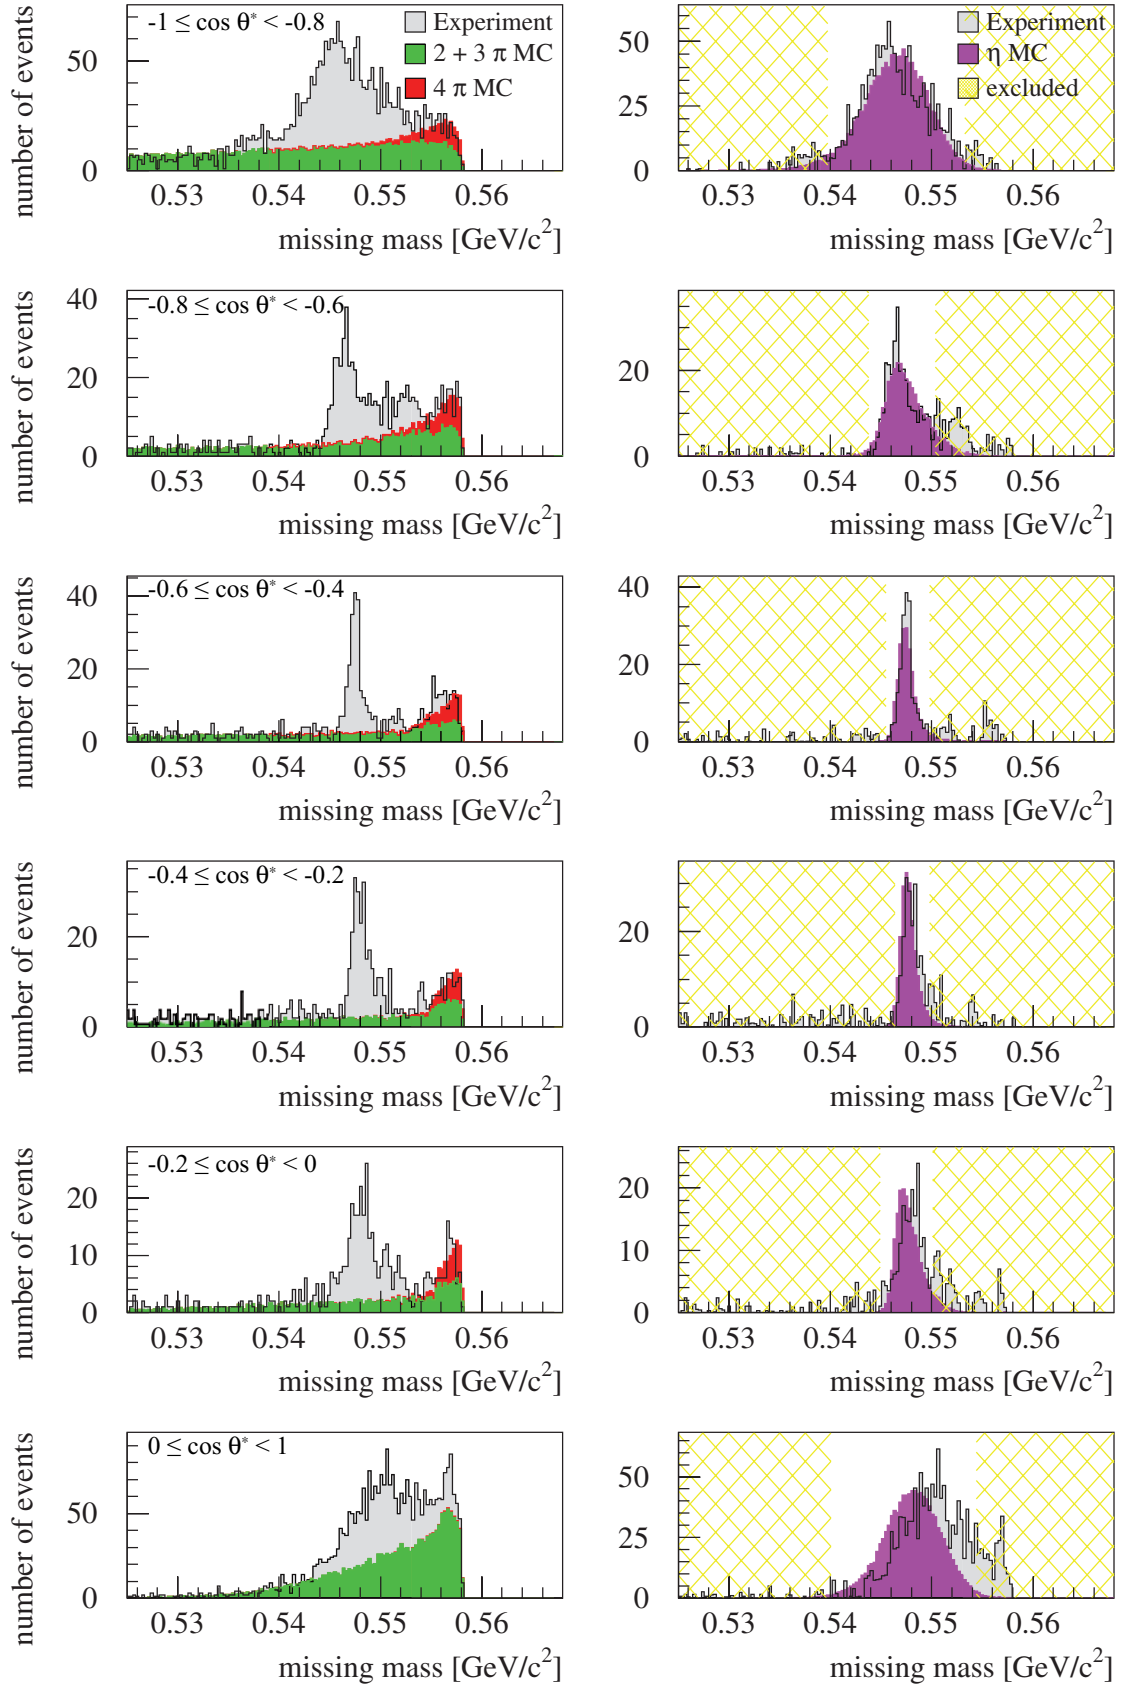 -1 ≤ cos θ* < -0.8
Experiment
2 + 3 π MC
4 π MC
50
0
number of events
0.53 0.54 0.55 0.56
missing mass [GeV/c²]
Experiment
η MC
excluded
50
25
0
0.53 0.54 0.55 0.56
missing mass [GeV/c²]
-0.8 ≤ cos θ* < -0.6
40
20
0
number of events
0.53 0.54 0.55 0.56
missing mass [GeV/c²]
20
0
0.53 0.54 0.55 0.56
missing mass [GeV/c²]
-0.6 ≤ cos θ* < -0.4
40
20
0
number of events
0.53 0.54 0.55 0.56
missing mass [GeV/c²]
40
20
0
0.53 0.54 0.55 0.56
missing mass [GeV/c²]
-0.4 ≤ cos θ* < -0.2
20
0
number of events
0.53 0.54 0.55 0.56
missing mass [GeV/c²]
20
0
0.53 0.54 0.55 0.56
missing mass [GeV/c²]
-0.2 ≤ cos θ* < 0
20
10
0
number of events
0.53 0.54 0.55 0.56
missing mass [GeV/c²]
20
10
0
0.53 0.54 0.55 0.56
missing mass [GeV/c²]
0 ≤ cos θ* < 1
50
0
number of events
0.53 0.54 0.55 0.56
missing mass [GeV/c²]
50
25
0
0.53 0.54 0.55 0.56
missing mass [GeV/c²]